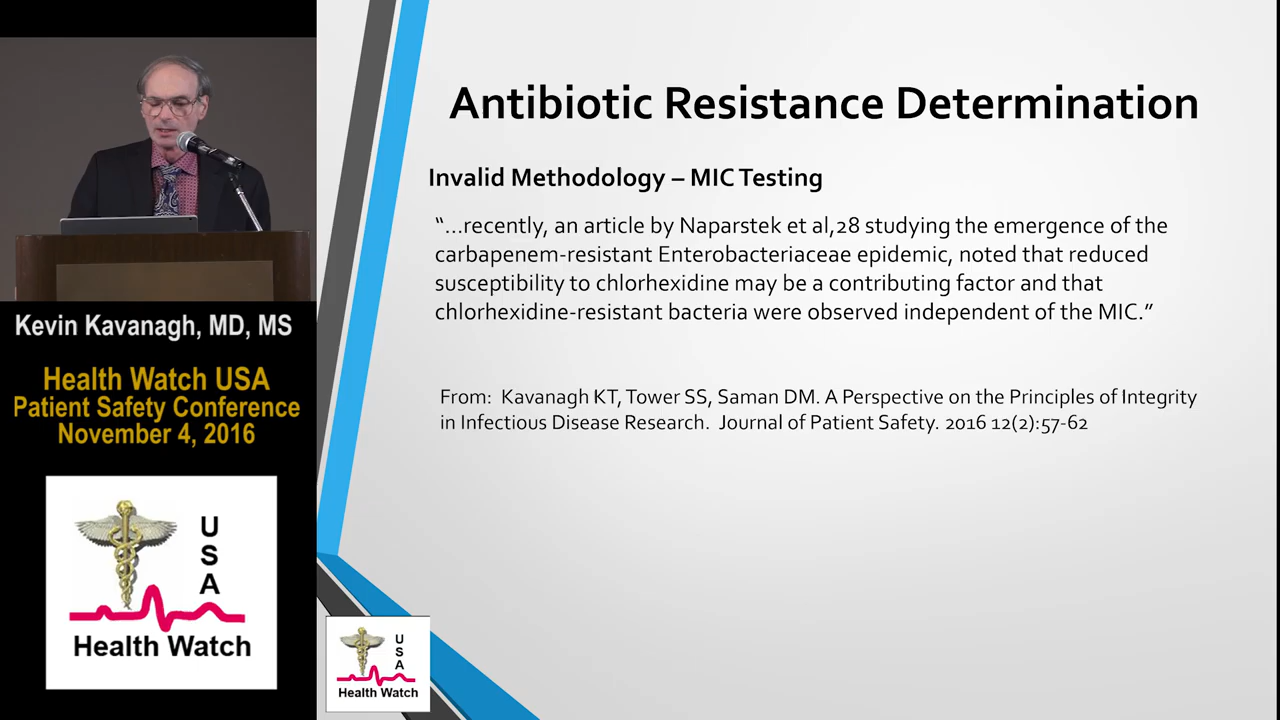 Kevin Kavanagh, MD, MS
Health Watch USA
Patient Safety Conference
November 4, 2016
U
S
A
Health Watch
Antibiotic Resistance Determination
Invalid Methodology – MIC Testing
“...recently, an article by Naparstek et al,28 studying the emergence of the
carbapenem-resistant Enterobacteriaceae epidemic, noted that reduced
susceptibility to chlorhexidine may be a contributing factor and that
chlorhexidine-resistant bacteria were observed independent of the MIC.”
From: Kavanagh KT, Tower SS, Saman DM. A Perspective on the Principles of Integrity
in Infectious Disease Research. Journal of Patient Safety. 2016 12(2):57-62
U
S
A
Health Watch